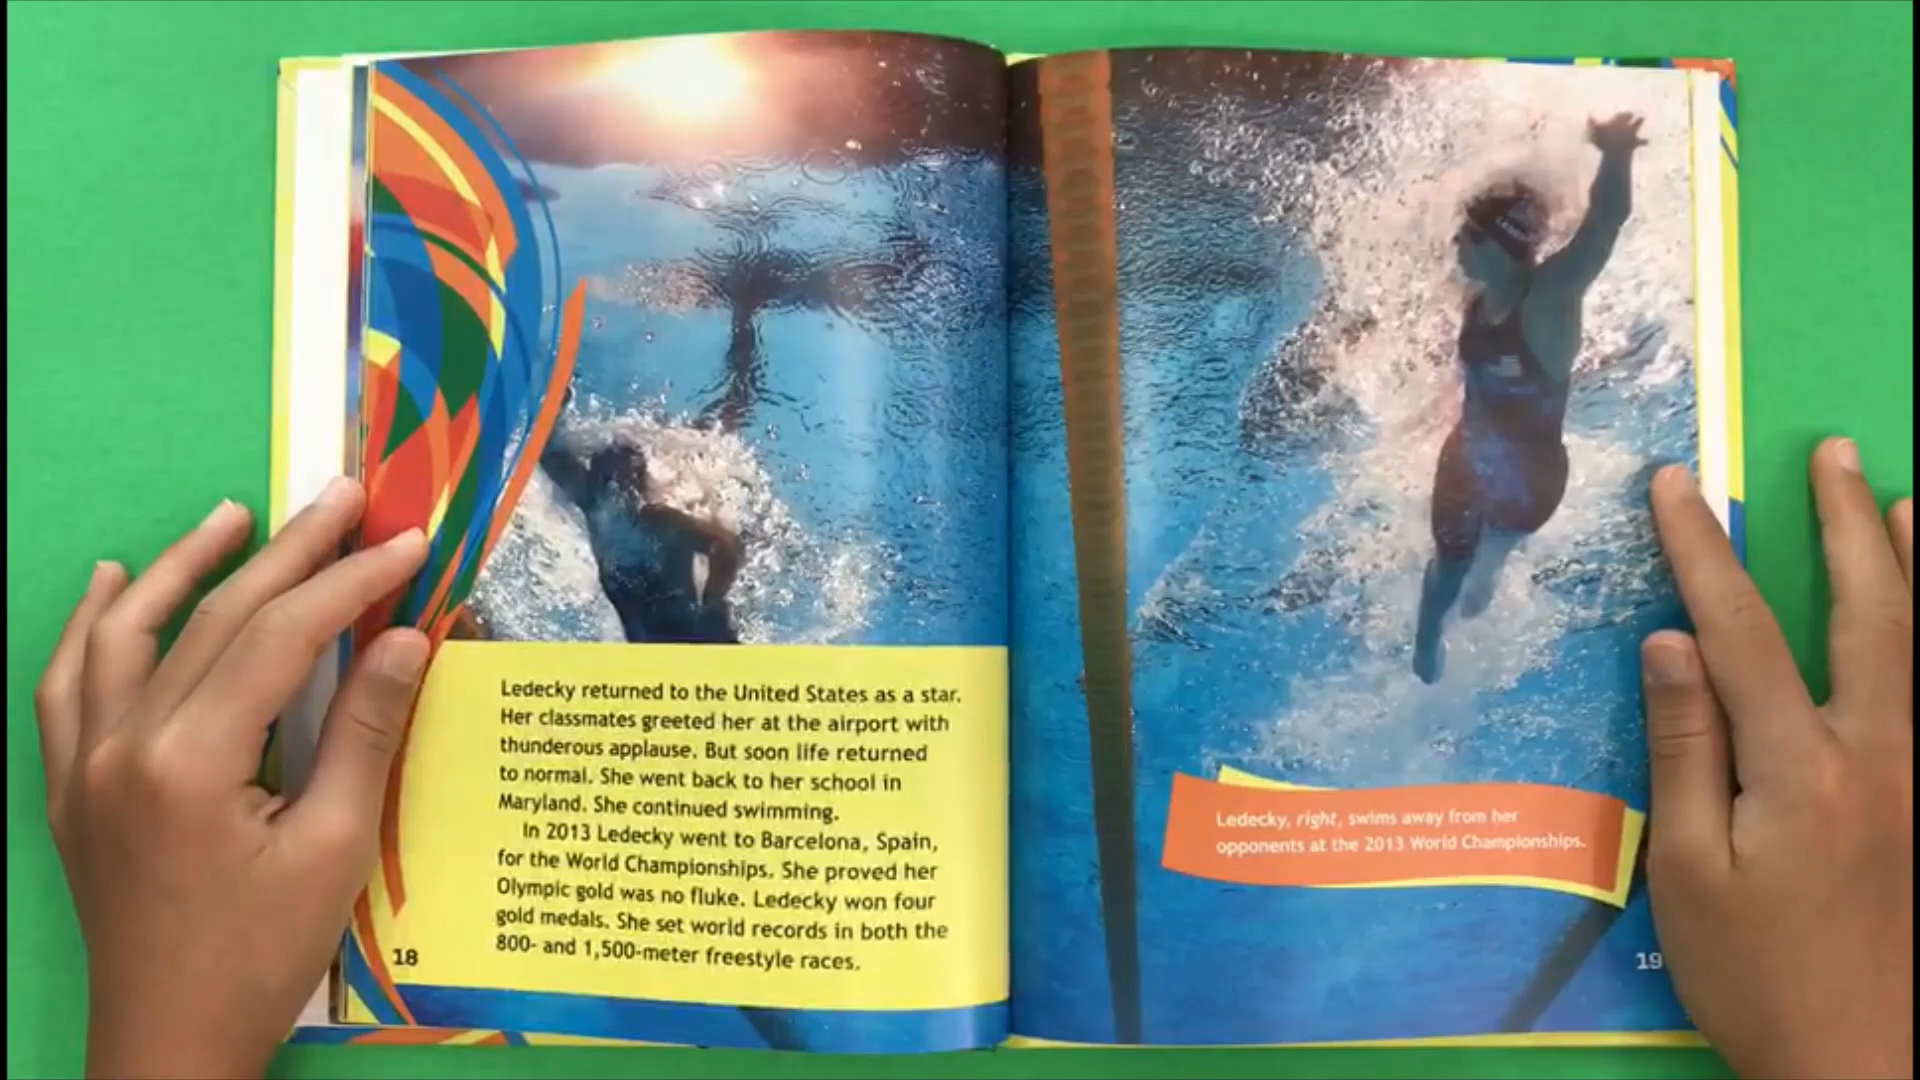 Ledecky returned to the United States as a star.
Her classmates greeted her at the airport with
thunderous applause. But soon life returned
to normal. She went back to her school in
Maryland. She continued swimming.
In 2013 Ledecky went to Barcelona, Spain,
for the World Championships. She proved her
Olympic gold was no fluke. Ledecky won four
gold medals. She set world records in both the
800- and 1,500-meter freestyle races.
18
Ledecky, right, swims away from her
opponents at the 2013 World Championships.
19